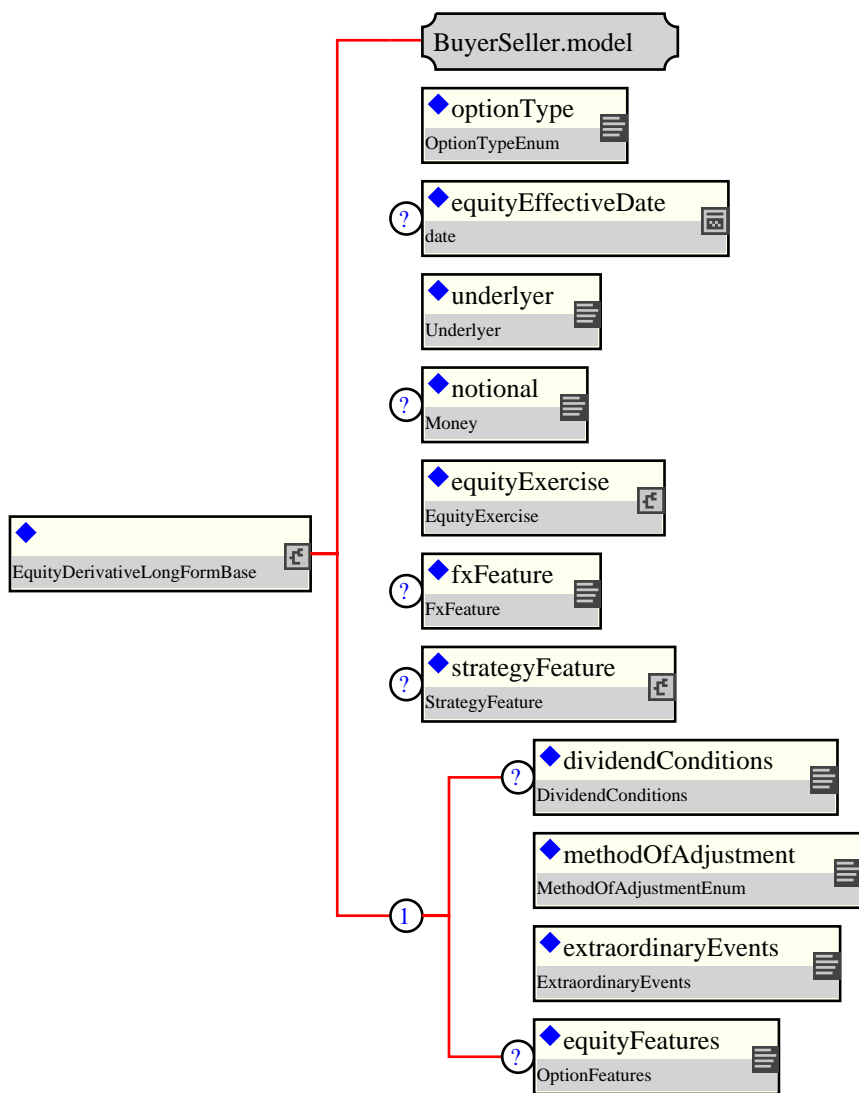 BuyerSeller.model
optionType
OptionTypeEnum
?
equityEffectiveDate
date
underlyer
Underlyer
?
notional
Money
equityExercise
EquityExercise
EquityDerivativeLongFormBase
?
fxFeature
FxFeature
?
strategyFeature
StrategyFeature
?
dividendConditions
DividendConditions
methodOfAdjustment
MethodOfAdjustmentEnum
1
extraordinaryEvents
ExtraordinaryEvents
?
equityFeatures
OptionFeatures